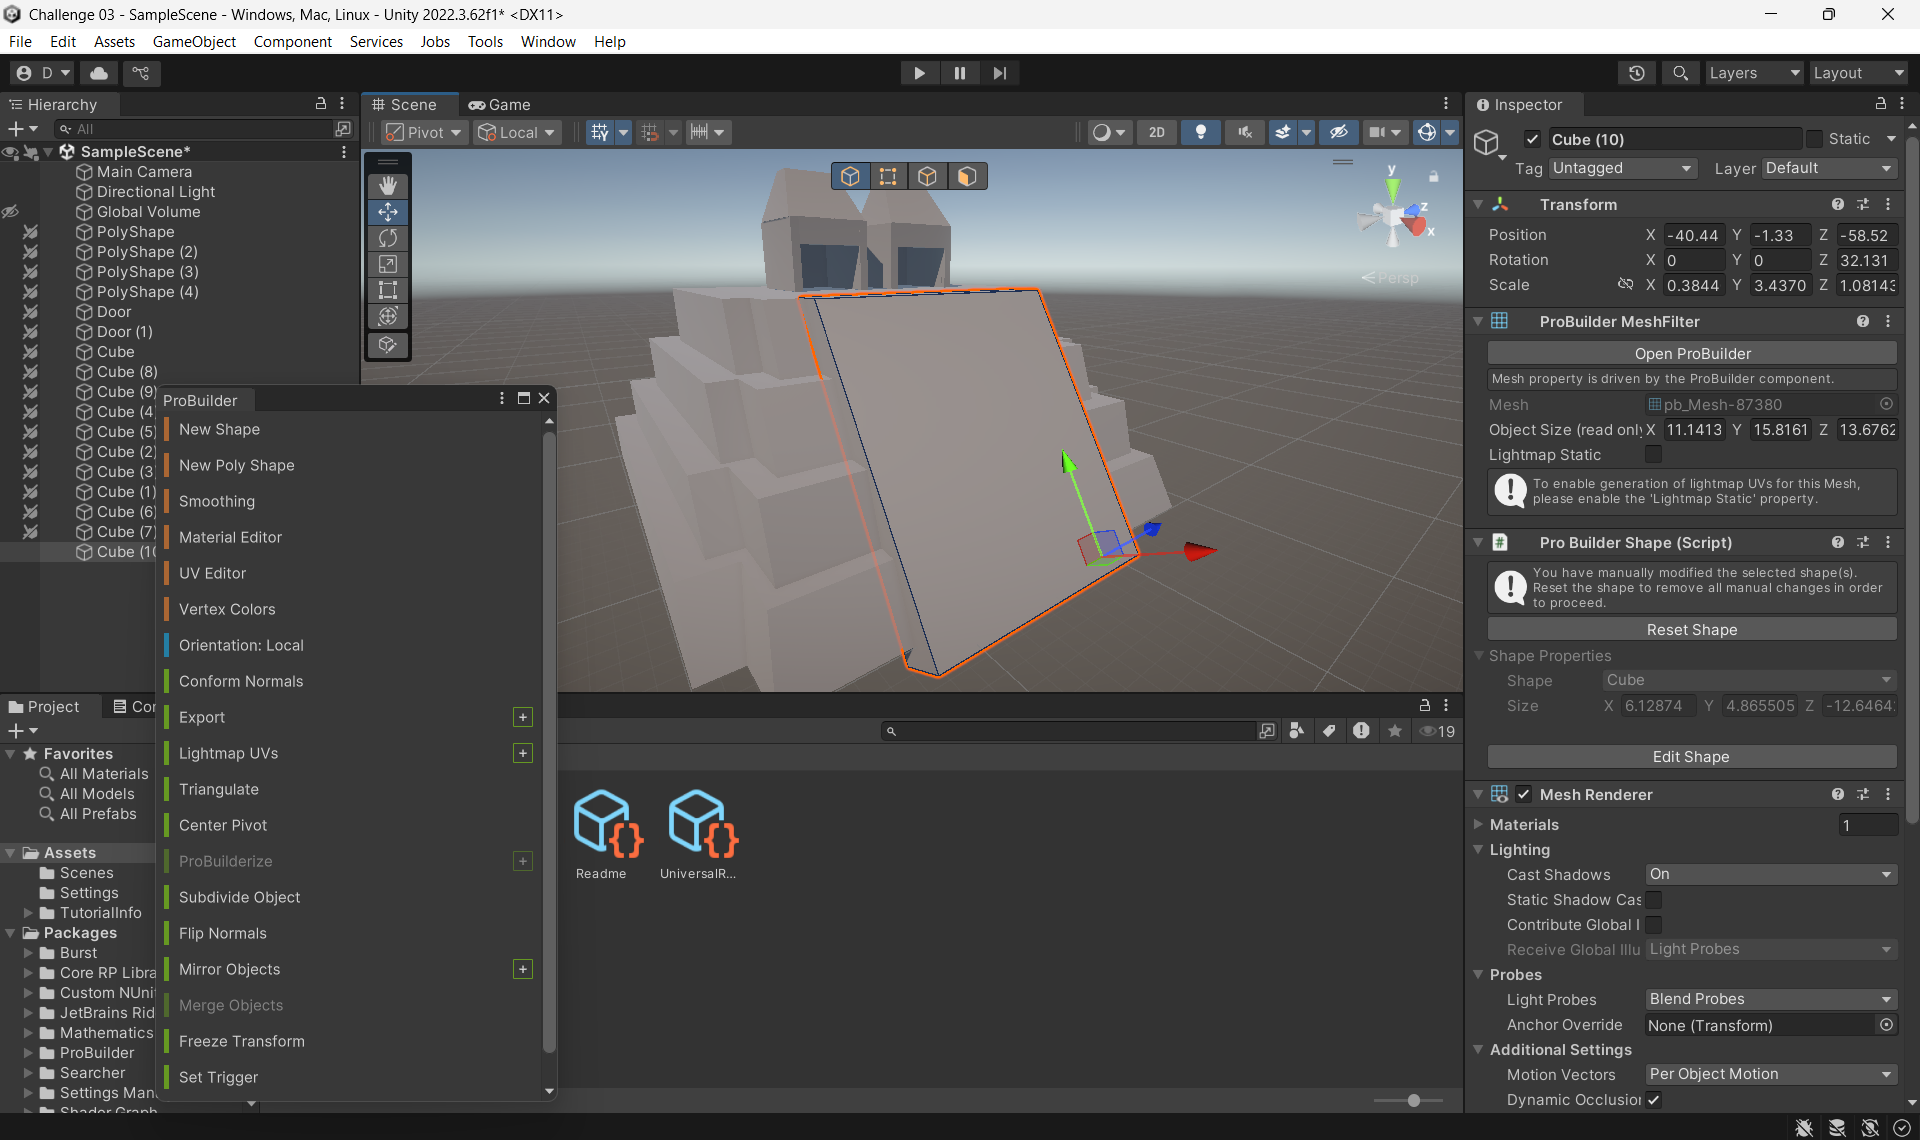 Challenge 03 - SampleScene - Windows, Mac, Linux - Unity 2022.3.62f1* <DX11>
File Edit Assets GameObject Component Services Jobs Tools Window Help
D
Layers
Layout
Hierarchy
All
SampleScene*
Main Camera
Directional Light
Global Volume
PolyShape
PolyShape (2)
PolyShape (3)
PolyShape (4)
Door
Door (1)
Cube
Cube (8)
Cube (9)
Cube (4
Cube (5)
Cube (2)
Cube (3
Cube (1)
Cube (6)
Cube (7)
Cube (10
Scene
Game
Pivot
Local
2D
y
z
x
Persp
ProBuilder
New Shape
New Poly Shape
Smoothing
Material Editor
UV Editor
Vertex Colors
Orientation: Local
Conform Normals
Export +
Lightmap UVs +
Triangulate
Center Pivot
ProBuilderize +
Subdivide Object
Flip Normals
Mirror Objects +
Merge Objects
Freeze Transform
Set Trigger
Project
Con
Favorites
All Materials
All Models
All Prefabs
Assets
Scenes
Settings
TutorialInfo
Packages
Burst
Core RP Libra
Custom NUni
JetBrains Rid
Mathematics
ProBuilder
Searcher
Settings Man
Shader Graph
19
Readme
UniversalR...
Inspector
Cube (10)
Static
Tag Untagged
Layer Default
Transform
Position X -40.44 Y -1.33 Z -58.52
Rotation X 0 Y 0 Z 32.131
Scale X 0.3844 Y 3.4370 Z 1.08143
ProBuilder MeshFilter
Open ProBuilder
Mesh property is driven by the ProBuilder component.
Mesh pb_Mesh-87380
Object Size (read only X 11.1413 Y 15.8161 Z 13.6762
Lightmap Static
To enable generation of lightmap UVs for this Mesh,
please enable the 'Lightmap Static' property.
Pro Builder Shape (Script)
You have manually modified the selected shape(s).
Reset the shape to remove all manual changes in order
to proceed.
Reset Shape
Shape Properties
Shape Cube
Size X 6.12874 Y 4.865505 Z -12.6464
Edit Shape
Mesh Renderer
Materials 1
Lighting
Cast Shadows On
Static Shadow Cas
Contribute Global I
Receive Global Illu Light Probes
Probes
Light Probes Blend Probes
Anchor Override None (Transform)
Additional Settings
Motion Vectors Per Object Motion
Dynamic Occlusion